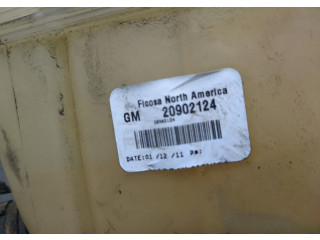 Ficosa North America
GM 20902124
DATE:01 /12 /11